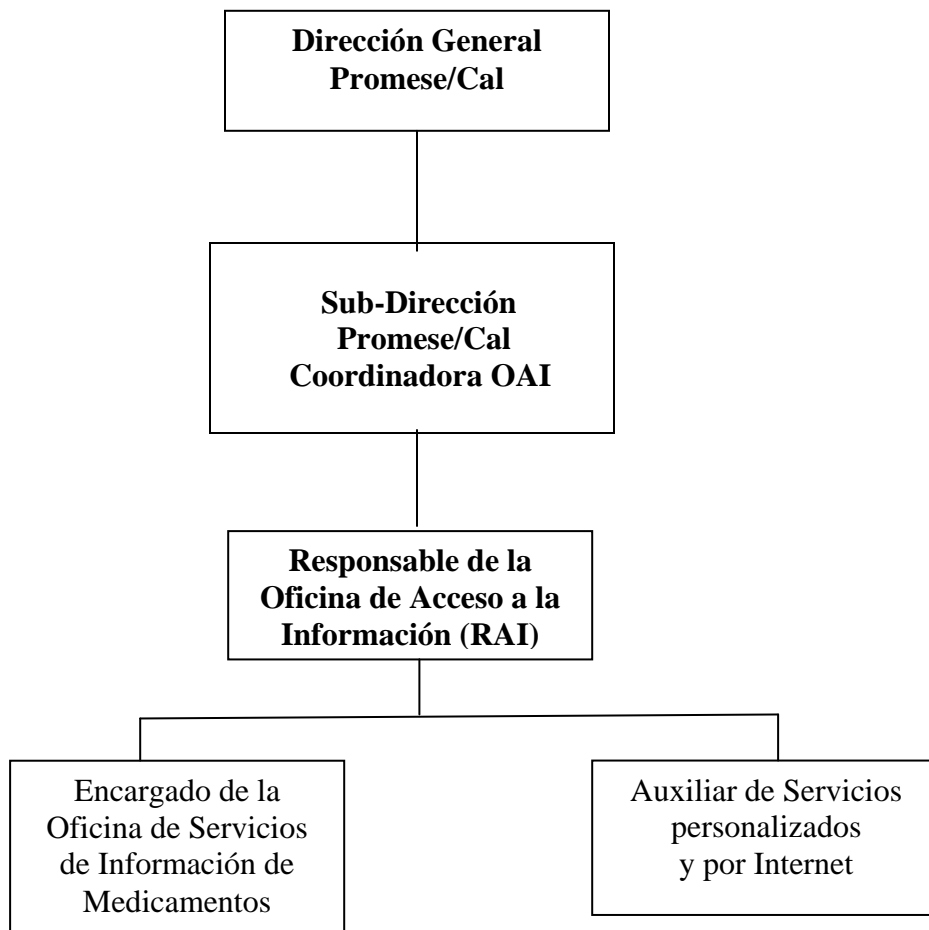 Dirección General
Promese/Cal
Sub-Dirección
Promese/Cal
Coordinadora OAI
Responsable de la
Oficina de Acceso a la
Información (RAI)
Encargado de la
Oficina de Servicios
de Información de
Medicamentos
Auxiliar de Servicios
personalizados
y por Internet